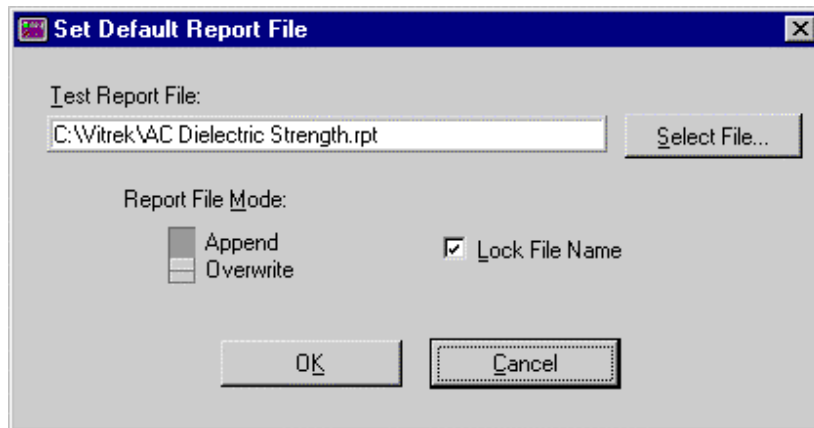 Set Default Report File
Test Report File:
C:\Vitrek\AC Dielectric Strength.rpt
Select File...
Report File Mode:
Append
Overwrite
Lock File Name
OK
Cancel